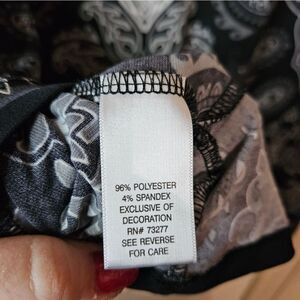 96% POLYESTER
4% SPANDEX
EXCLUSIVE OF
DECORATION
RN# 73277
SEE REVERSE
FOR CARE